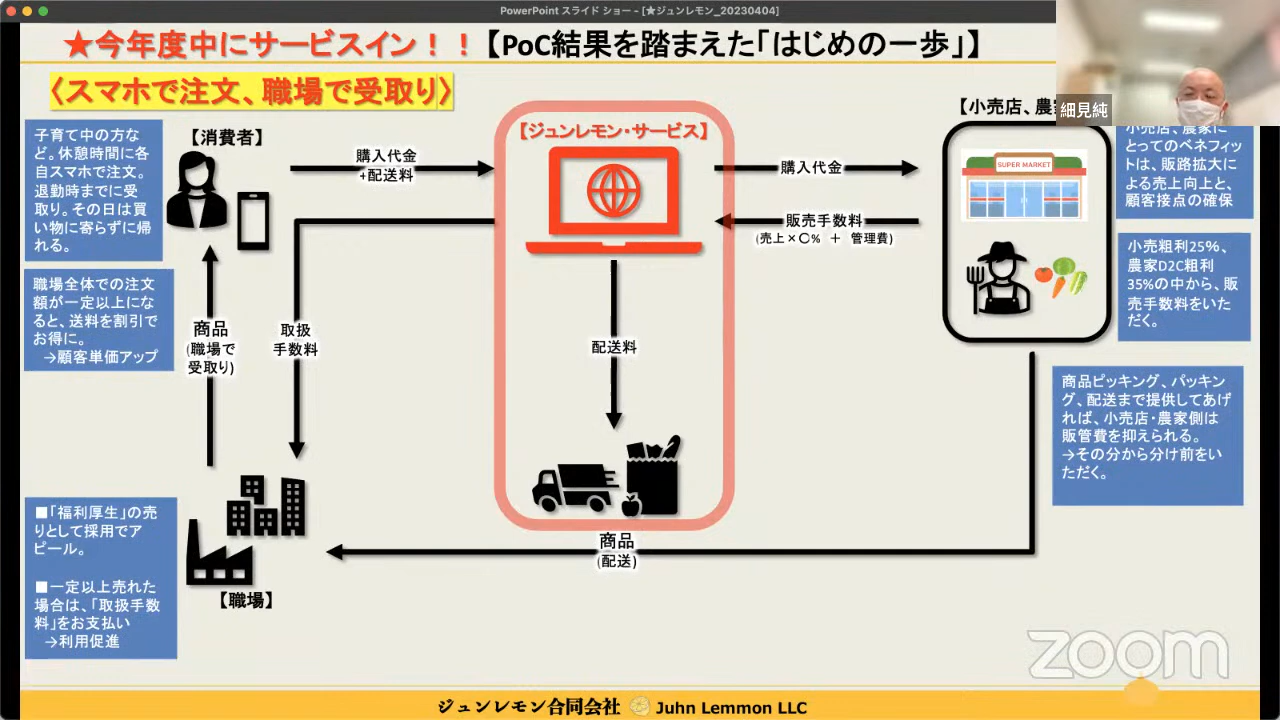 PowerPoint スライド ショー - [★ジュンレモン_20230404]
★今年度中にサービスイン！！【PoC結果を踏まえた「はじめの一歩」】
〈スマホで注文、職場で受取り〉
細見純
【小売店、農
子育て中の方な
ど。休憩時間に各
自スマホで注文。
退勤時までに受
取り。その日は買
い物に寄らずに帰
れる。
【消費者】
購入代金
+配送料
【ジュンレモン・サービス】
購入代金
販売手数料
(売上×〇% ＋ 管理費)
SUPER MARKET
小売店、農家に
とってのベネフィッ
トは、販路拡大に
よる売上向上と、
顧客接点の確保
小売粗利25%、
農家D2C粗利
35%の中から、販
売手数料をいた
だく。
職場全体での注文
額が一定以上にな
ると、送料を割引で
お得に。
→顧客単価アップ
商品
(職場で
受取り)
取扱
手数料
配送料
商品ピッキング、パッキン
グ、配送まで提供してあげ
れば、小売店・農家側は
販管費を抑えられる。
→その分から分け前をい
ただく。
■「福利厚生」の売
りとして採用でア
ピール。
■一定以上売れた
場合は、「取扱手数
料」をお支払い
→利用促進
【職場】
商品
(配送)
zoom
ジュンレモン合同会社 Juhn Lemmon LLC